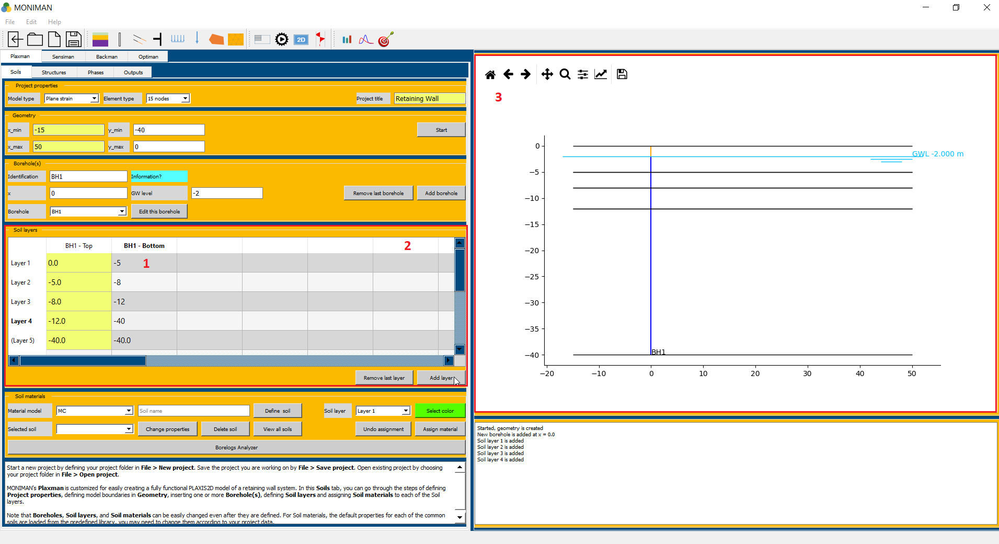 MONIMAN
File Edit Help
2D
Plaxman Sensiman Backman Optiman
Soils Structures Phases Outputs
Project properties
Model type Plane strain Element type 15 nodes Project title Retaining Wall
Geometry
x_min -15 y_min -40 Start
x_max 50 y_max 0
Borehole(s)
Identification BH1 Information?
x 0 GW level -2 Remove last borehole Add borehole
Borehole BH1 Edit this borehole
Soil layers
BH1 - Top BH1 - Bottom 2
Layer 1 0.0 -5 1
Layer 2 -5.0 -8
Layer 3 -8.0 -12
Layer 4 -12.0 -40
(Layer 5) -40.0 -40.0
Remove last layer Add layer
Soil materials
Material model MC Soil name Define soil Soil layer Layer 1 Select color
Selected soil Change properties Delete soil View all soils Undo assignment Assign material
Borelogs Analyzer
Start a new project by defining your project folder in File > New project. Save the project you are working on by File > Save project. Open existing project by choosing
your project folder in File > Open project.
MONIMAN's Plaxman is customized for easily creating a fully functional PLAXIS2D model of a retaining wall system. In this Soils tab, you can go through the steps of defining
Project properties, defining model boundaries in Geometry, inserting one or more Borehole(s), defining Soil layers and assigning Soil materials to each of the Soil
layers.
Note that Boreholes, Soil layers, and Soil materials can be easily changed even after they are defined. For Soil materials, the default properties for each of the common
soils are loaded from the predefined library, you may need to change them according to your project data.
3
GWL -2.000 m
0
−5
−10
−15
−20
−25
−30
−35
−40
BH1
−20 −10 0 10 20 30 40 50
Started, geometry is created
New borehole is added at x = 0.0
Soil layer 1 is added
Soil layer 2 is added
Soil layer 3 is added
Soil layer 4 is added